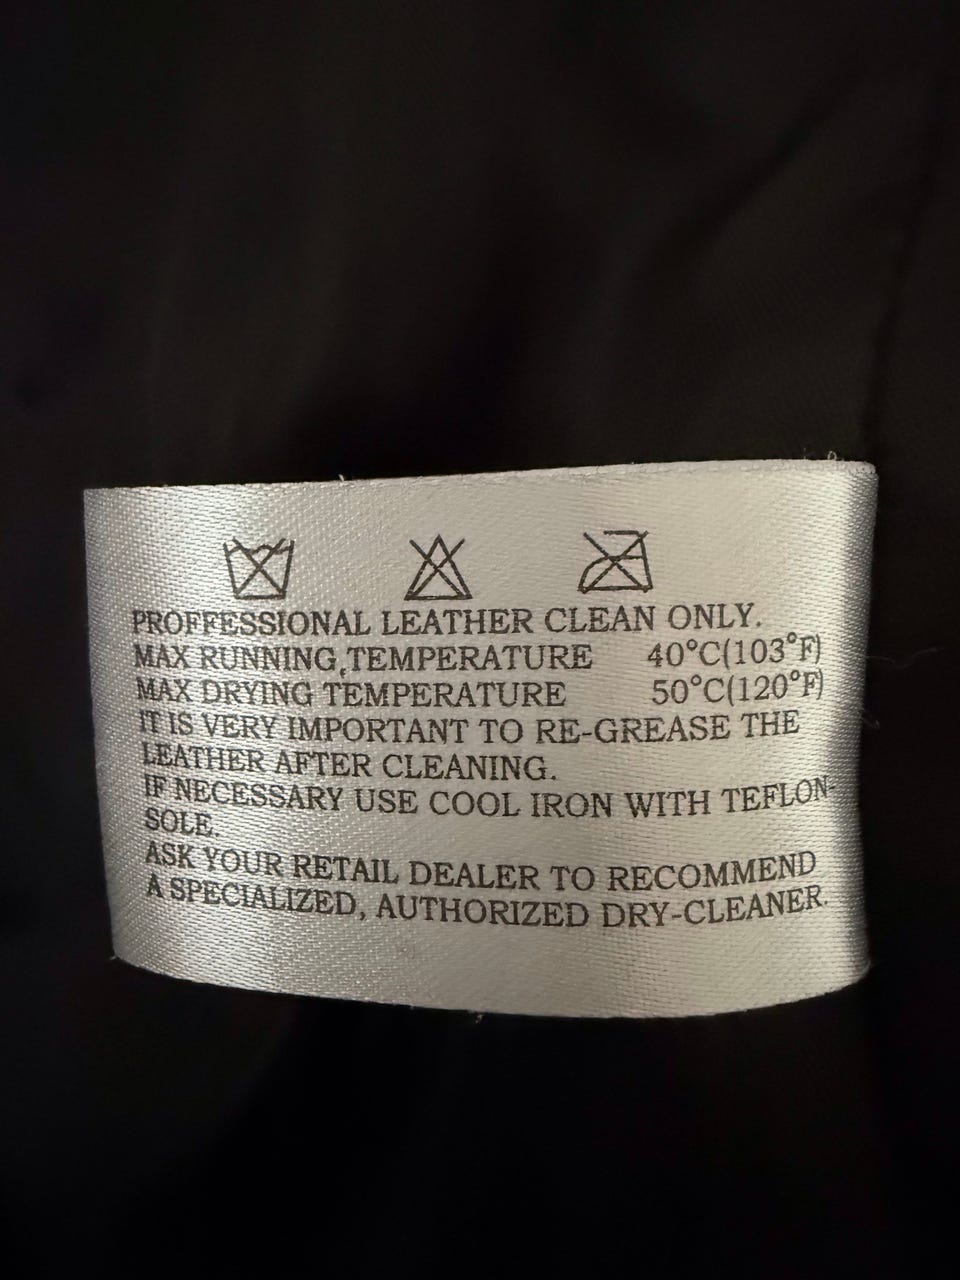 PROFFESSIONAL LEATHER CLEAN ONLY.
MAX RUNNING,TEMPERATURE 40°C(103°F)
MAX DRYING TEMPERATURE 50°C(120°F)
IT IS VERY IMPORTANT TO RE-GREASE THE
LEATHER AFTER CLEANING.
IF NECESSARY USE COOL IRON WITH TEFLON-
SOLE.
ASK YOUR RETAIL DEALER TO RECOMMEND
A SPECIALIZED, AUTHORIZED DRY-CLEANER.